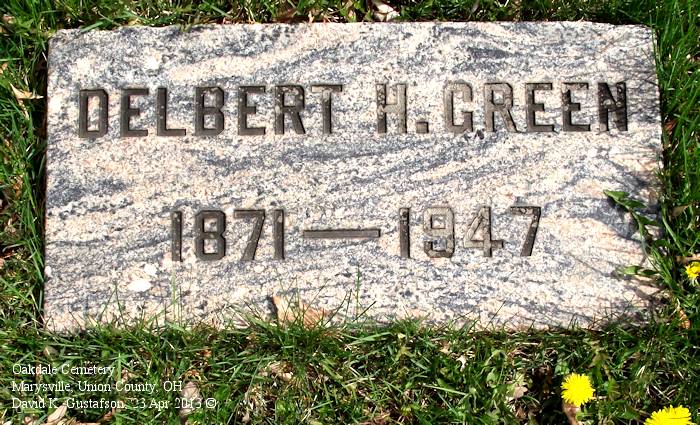 DELBERT H. GREEN
1871 — 1947
Oakdale Cemetery
Marysville, Union County, OH
David K. Gustafson, 23 Apr 2013 ©